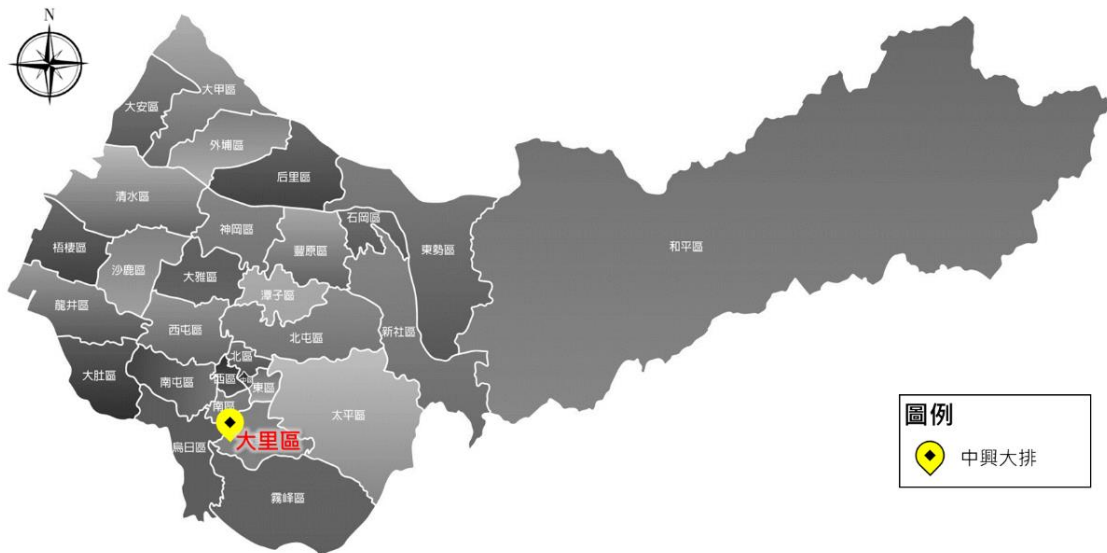 N
大甲區
大安區
外埔區
后里區
清水區
神岡區
豐原區
石岡區
東勢區
和平區
梧棲區
沙鹿區
大雅區
潭子區
龍井區
西屯區
北屯區
新社區
大肚區
南屯區
北區
西區
東區
南區
太平區
大里區
烏日區
霧峰區
圖例
中興大排